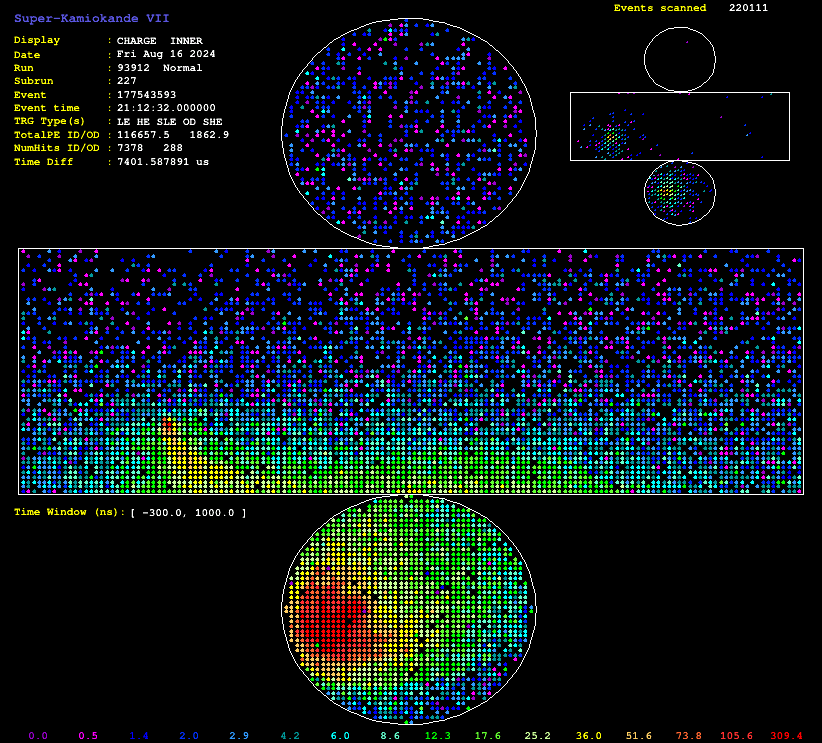 Events scanned 220111
Super-Kamiokande VII
Display : CHARGE INNER
Date : Fri Aug 16 2024
Run : 93912 Normal
Subrun : 227
Event : 177543593
Event time : 21:12:32.000000
TRG Type(s) : LE HE SLE OD SHE
TotalPE ID/OD : 116657.5 1862.9
NumHits ID/OD : 7378 288
Time Diff : 7401.587891 us
Time Window (ns): [ -300.0, 1000.0 ]
0.0 0.5 1.4 2.0 2.9 4.2 6.0 8.6 12.3 17.6 25.2 36.0 51.6 73.8 105.6 309.4